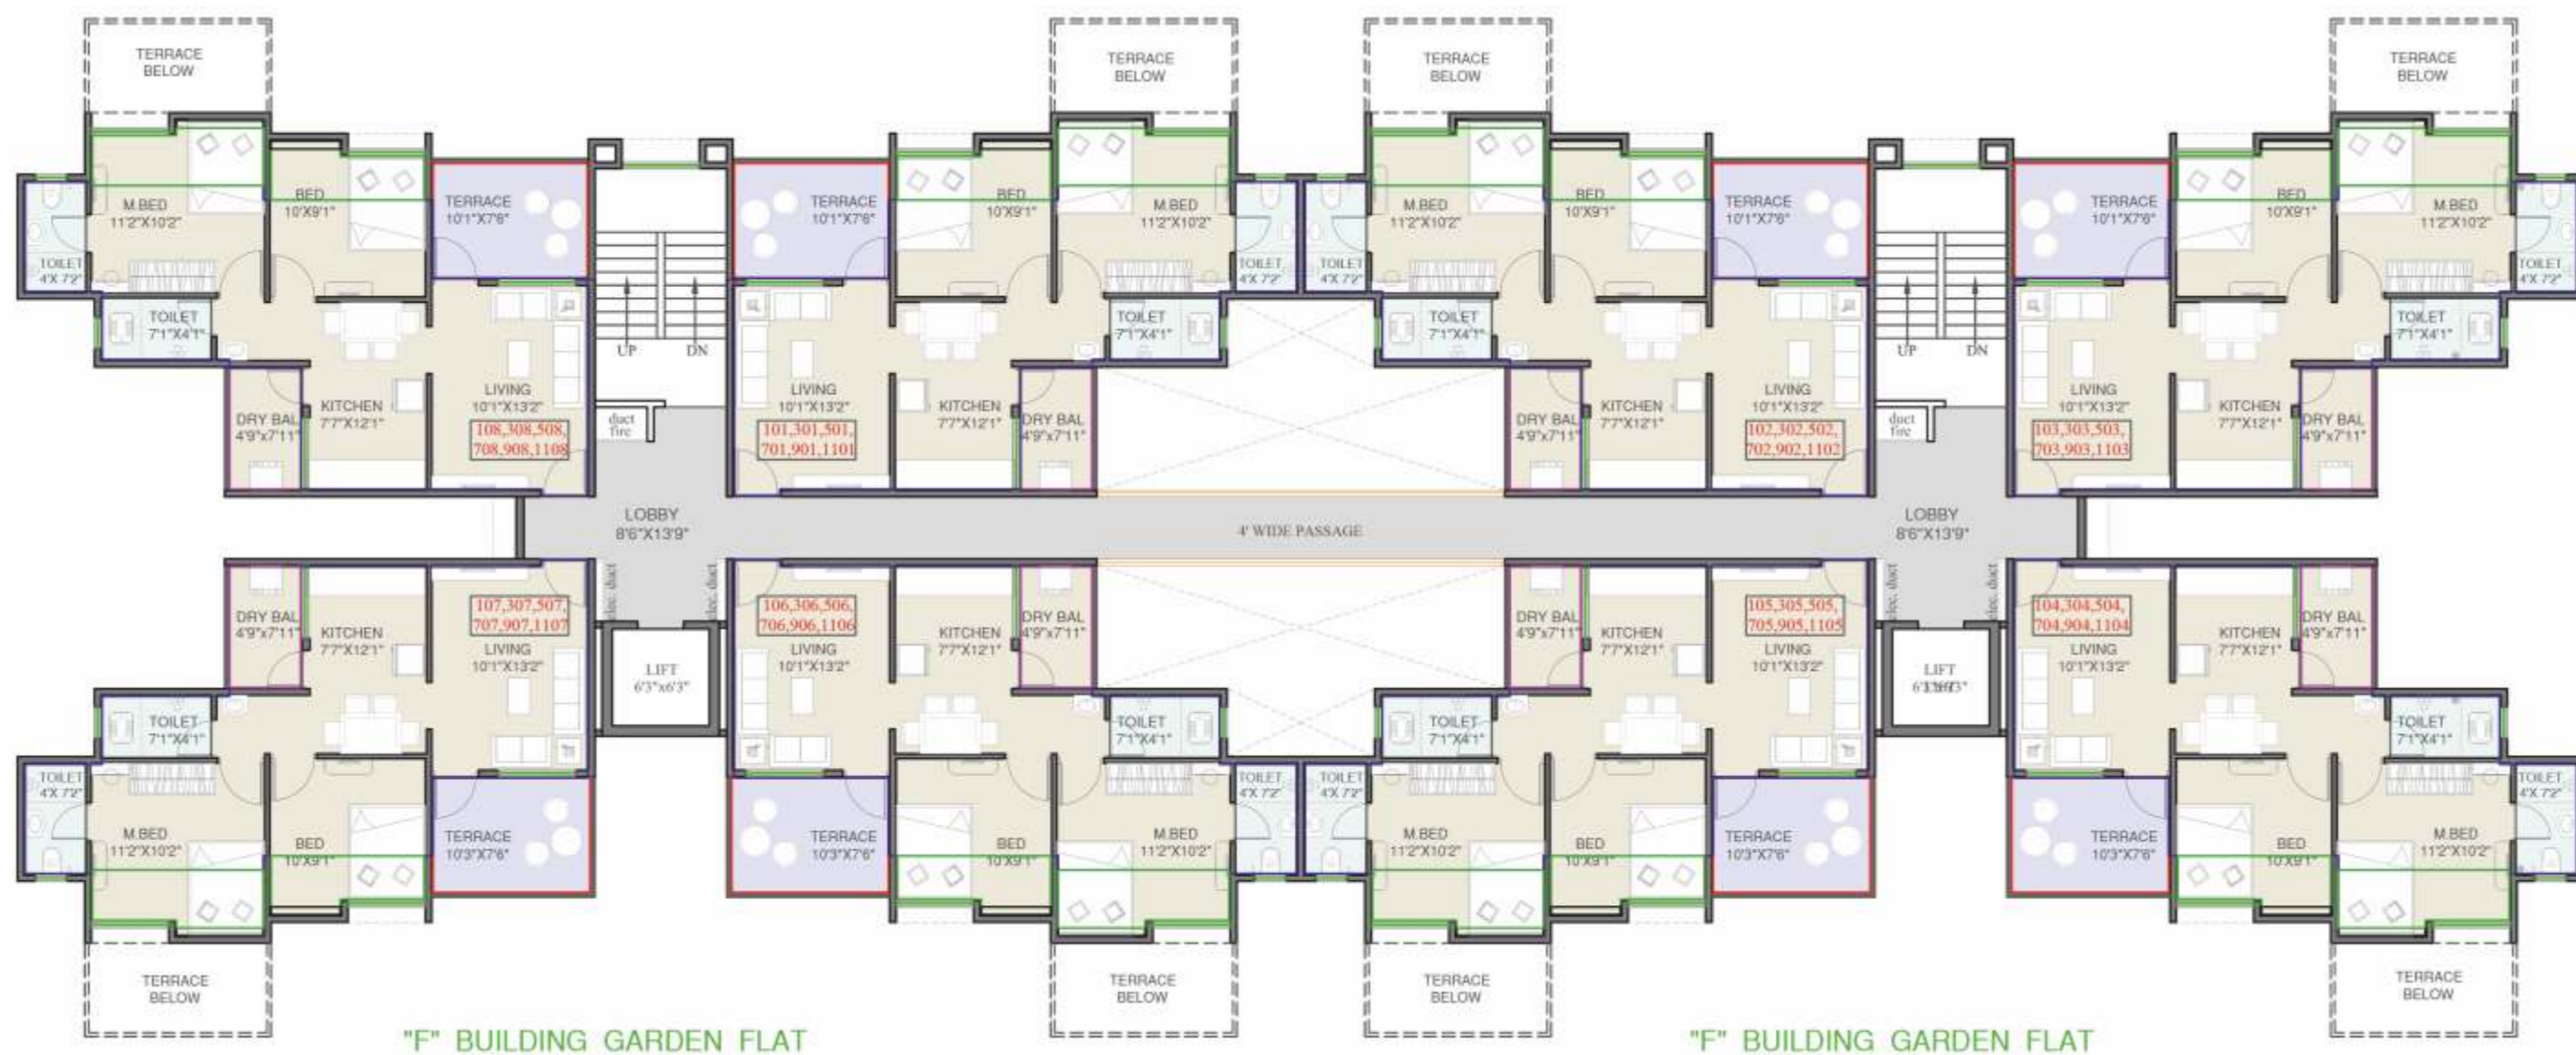 TERRACE
BELOW
TERRACE
BELOW
TERRACE
BELOW
TERRACE
BELOW
M.BED
11'2"X10'2"
BED
10'X9'1"
TERRACE
10'1"X7'6"
TERRACE
10'1"X7'6"
BED
10'X9'1"
M.BED
11'2"X10'2"
M.BED
11'2"X10'2"
BED
10'X9'1"
TERRACE
10'1"X7'6"
TERRACE
10'1"X7'6"
BED
10'X9'1"
M.BED
11'2"X10'2"
TOILET
4'X 7'2"
TOILET
4'X 7'2"
TOILET
4'X 7'2"
TOILET
4'X 7'2"
TOILET
7'1"X4'1"
TOILET
7'1"X4'1"
TOILET
7'1"X4'1"
TOILET
7'1"X4'1"
UP
DN
UP
DN
DRY BAL
4'9"x7'11"
KITCHEN
7'7"X12'1"
LIVING
10'1"X13'2"
108,308,508,
708,908,1108
duct
fire
LIVING
10'1"X13'2"
101,301,501,
701,901,1101
KITCHEN
7'7"X12'1"
DRY BAL
4'9"x7'11"
DRY BAL
4'9"x7'11"
KITCHEN
7'7"X12'1"
LIVING
10'1"X13'2"
102,302,502,
702,902,1102
duct
fire
LIVING
10'1"X13'2"
103,303,503,
703,903,1103
KITCHEN
7'7"X12'1"
DRY BAL
4'9"x7'11"
LOBBY
8'6"X13'9"
4' WIDE PASSAGE
LOBBY
8'6"X13'9"
DRY BAL
4'9"x7'11"
KITCHEN
7'7"X12'1"
107,307,507,
707,907,1107
LIVING
10'1"X13'2"
elec. duct
elec. duct
LIFT
6'3"x6'3"
106,306,506,
706,906,1106
LIVING
10'1"X13'2"
KITCHEN
7'7"X12'1"
DRY BAL
4'9"x7'11"
DRY BAL
4'9"x7'11"
KITCHEN
7'7"X12'1"
105,305,505,
705,905,1105
LIVING
10'1"X13'2"
elec. duct
elec. duct
LIFT
104,304,504,
704,904,1104
LIVING
10'1"X13'2"
KITCHEN
7'7"X12'1"
DRY BAL
4'9"x7'11"
TOILET
7'1"X4'1"
TOILET
7'1"X4'1"
TOILET
7'1"X4'1"
TOILET
7'1"X4'1"
TOILET
4'X 7'2"
TOILET
4'X 7'2"
TOILET
4'X 7'2"
TOILET
4'X 7'2"
M.BED
11'2"X10'2"
BED
10'X9'1"
TERRACE
10'3"X7'6"
TERRACE
10'3"X7'6"
BED
10'X9'1"
M.BED
11'2"X10'2"
M.BED
11'2"X10'2"
BED
10'X9'1"
TERRACE
10'3"X7'6"
TERRACE
10'3"X7'6"
BED
10'X9'1"
M.BED
11'2"X10'2"
TERRACE
BELOW
TERRACE
BELOW
TERRACE
BELOW
TERRACE
BELOW
"F" BUILDING GARDEN FLAT
"F" BUILDING GARDEN FLAT